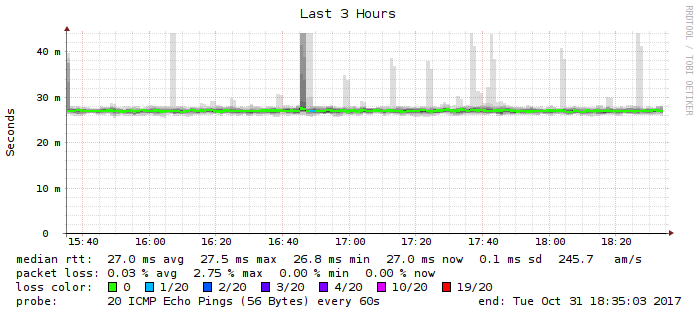 Last 3 Hours
RRDTOOL / TOBI OETIKER
Seconds
40 m
30 m
20 m
10 m
0
15:40 16:00 16:20 16:40 17:00 17:20 17:40 18:00 18:20
median rtt: 27.0 ms avg 27.5 ms max 26.8 ms min 27.0 ms now 0.1 ms sd 245.7 am/s
packet loss: 0.03 % avg 2.75 % max 0.00 % min 0.00 % now
loss color: 0 1/20 2/20 3/20 4/20 10/20 19/20
probe: 20 ICMP Echo Pings (56 Bytes) every 60s end: Tue Oct 31 18:35:03 2017